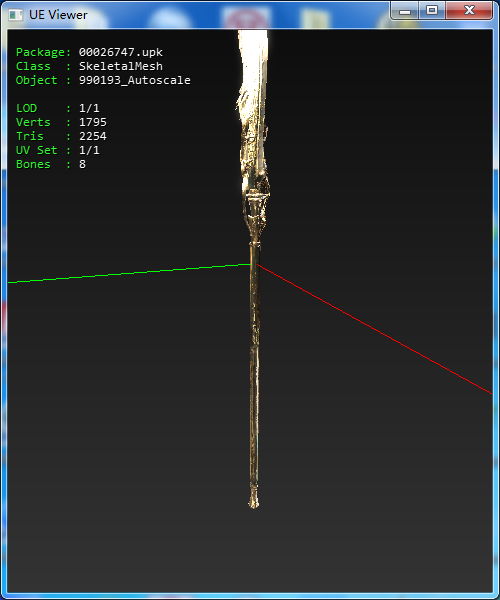 UE Viewer
Package: 00026747.upk
Class : SkeletalMesh
Object : 990193_Autoscale
LOD : 1/1
Verts : 1795
Tris : 2254
UV Set : 1/1
Bones : 8